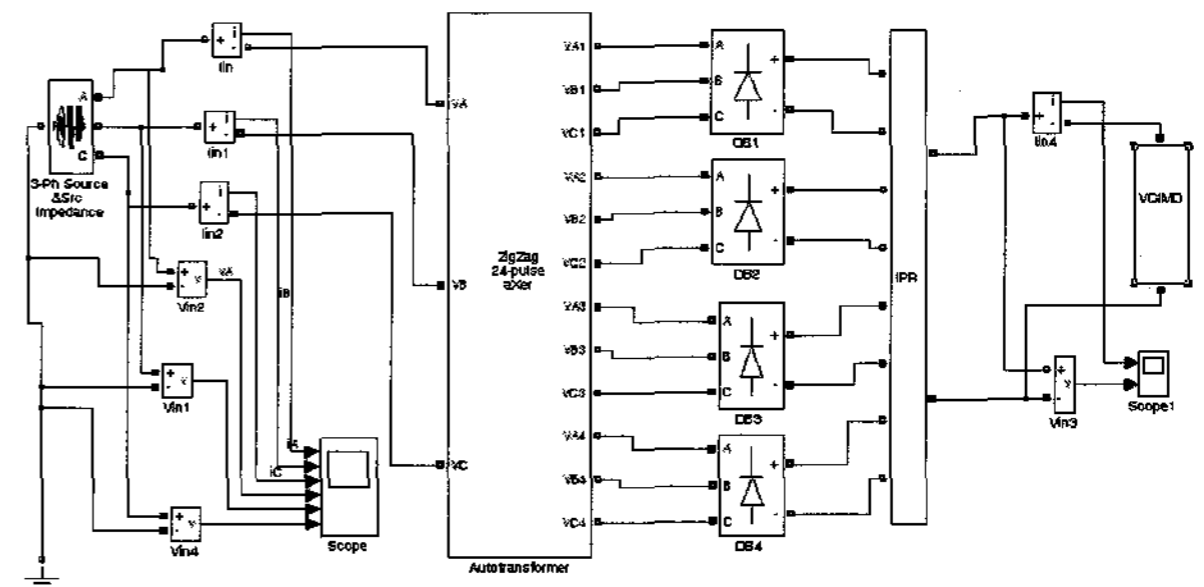 A
C
3-Ph Source
&Src
Impedance
+
-
i
Iin
+
-
i
Iin1
+
-
i
Iin2
+
-
v
Vin2
VA
iB
+
-
v
Vin1
+
-
v
Vin4
iC
Scope
VA
VB
VC
ZigZag
24-pulse
aXier
Autotransformer
VA1
VB1
VC1
VA2
VB2
VC2
VA3
VB3
VC3
VA4
VB4
VC4
A
B
C
+
-
DB1
A
B
C
+
-
DB2
A
B
C
+
-
DB3
A
B
C
+
-
DB4
IPR
+
-
i
Iin4
VCIMD
+
-
v
Vin3
Scope1